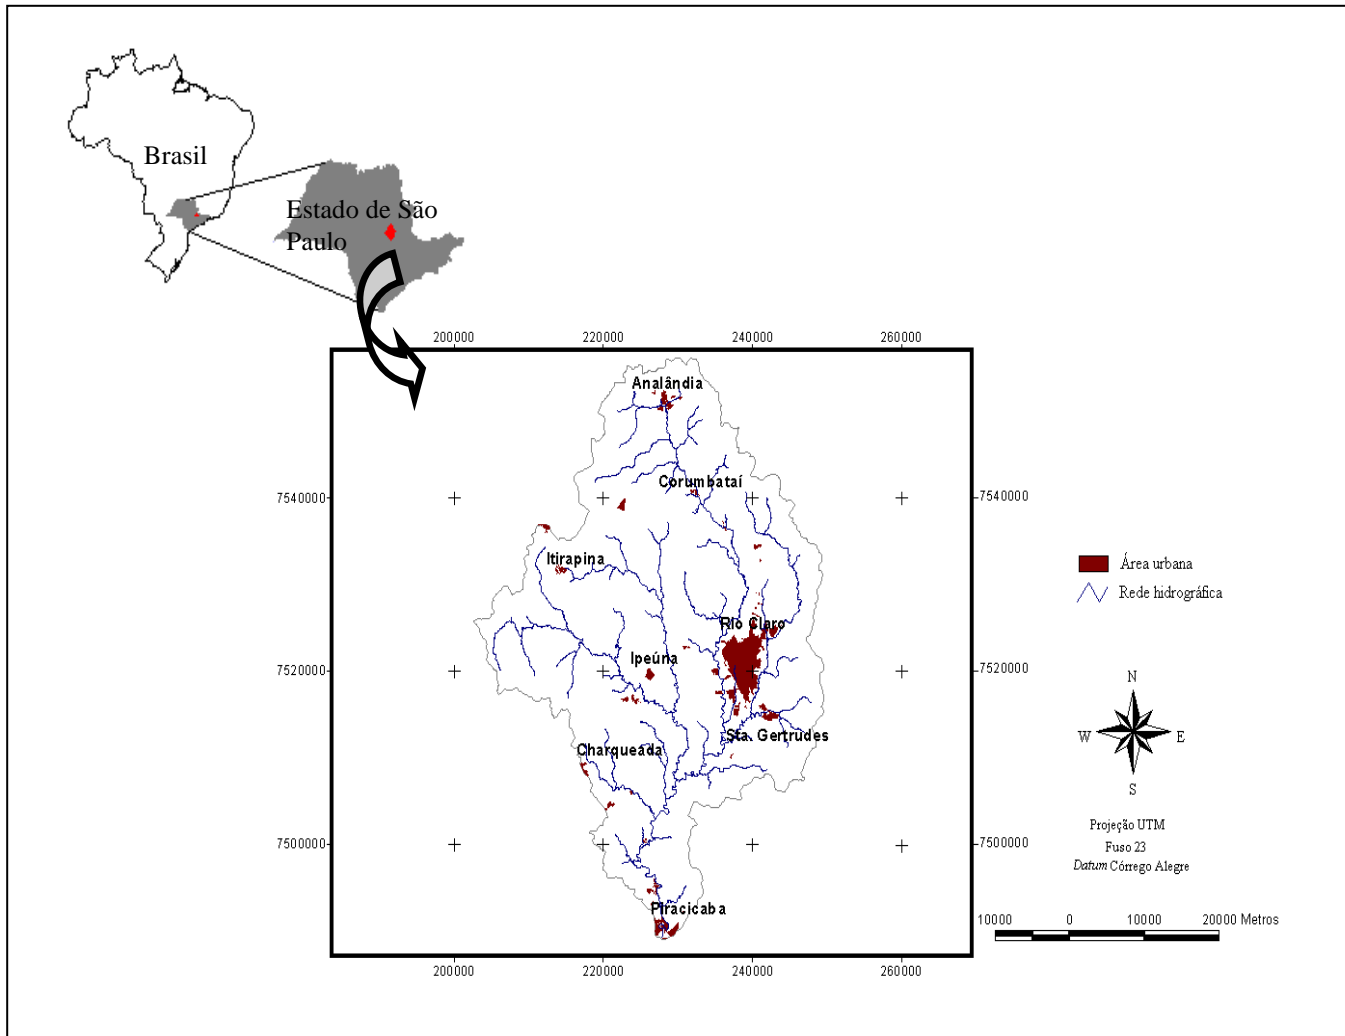 Brasil
Estado de São
Paulo
200000
220000
240000
260000
Analândia
Corumbataí
7540000
7540000
Itirapina
Área urbana
Rede hidrográfica
Rio Claro
Ipeúna
7520000
7520000
N
Sta. Gertrudes
W
E
Charqueada
S
Projeção UTM
7500000
7500000
Fuso 23
Datum Córrego Alegre
Piracicaba
10000
0
10000
20000 Metros
200000
220000
240000
260000